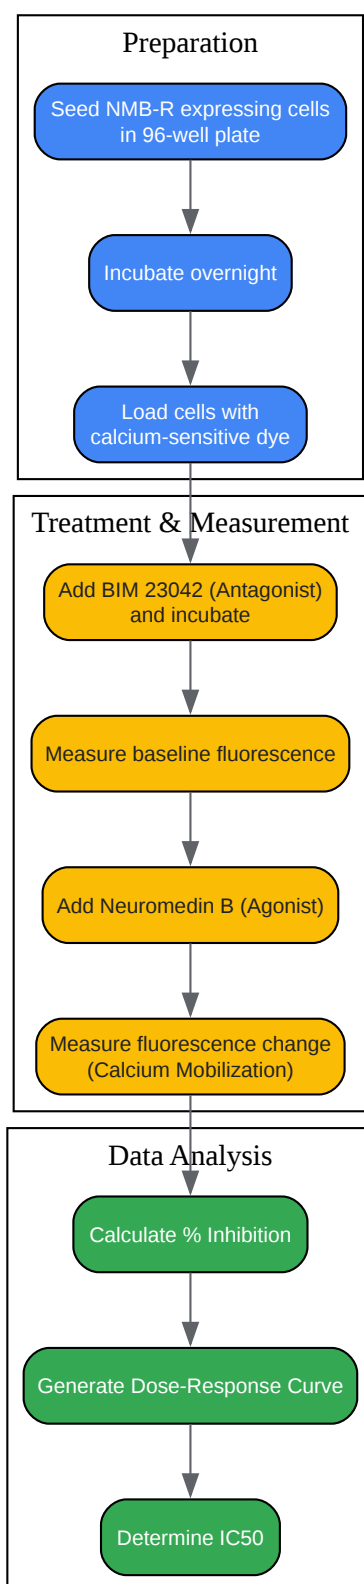 Preparation
Seed NMB-R expressing cells
in 96-well plate
Incubate overnight
Load cells with
calcium-sensitive dye
Treatment & Measurement
Add BIM 23042 (Antagonist)
and incubate
Measure baseline fluorescence
Add Neuromedin B (Agonist)
Measure fluorescence change
(Calcium Mobilization)
Data Analysis
Calculate % Inhibition
Generate Dose-Response Curve
Determine IC50